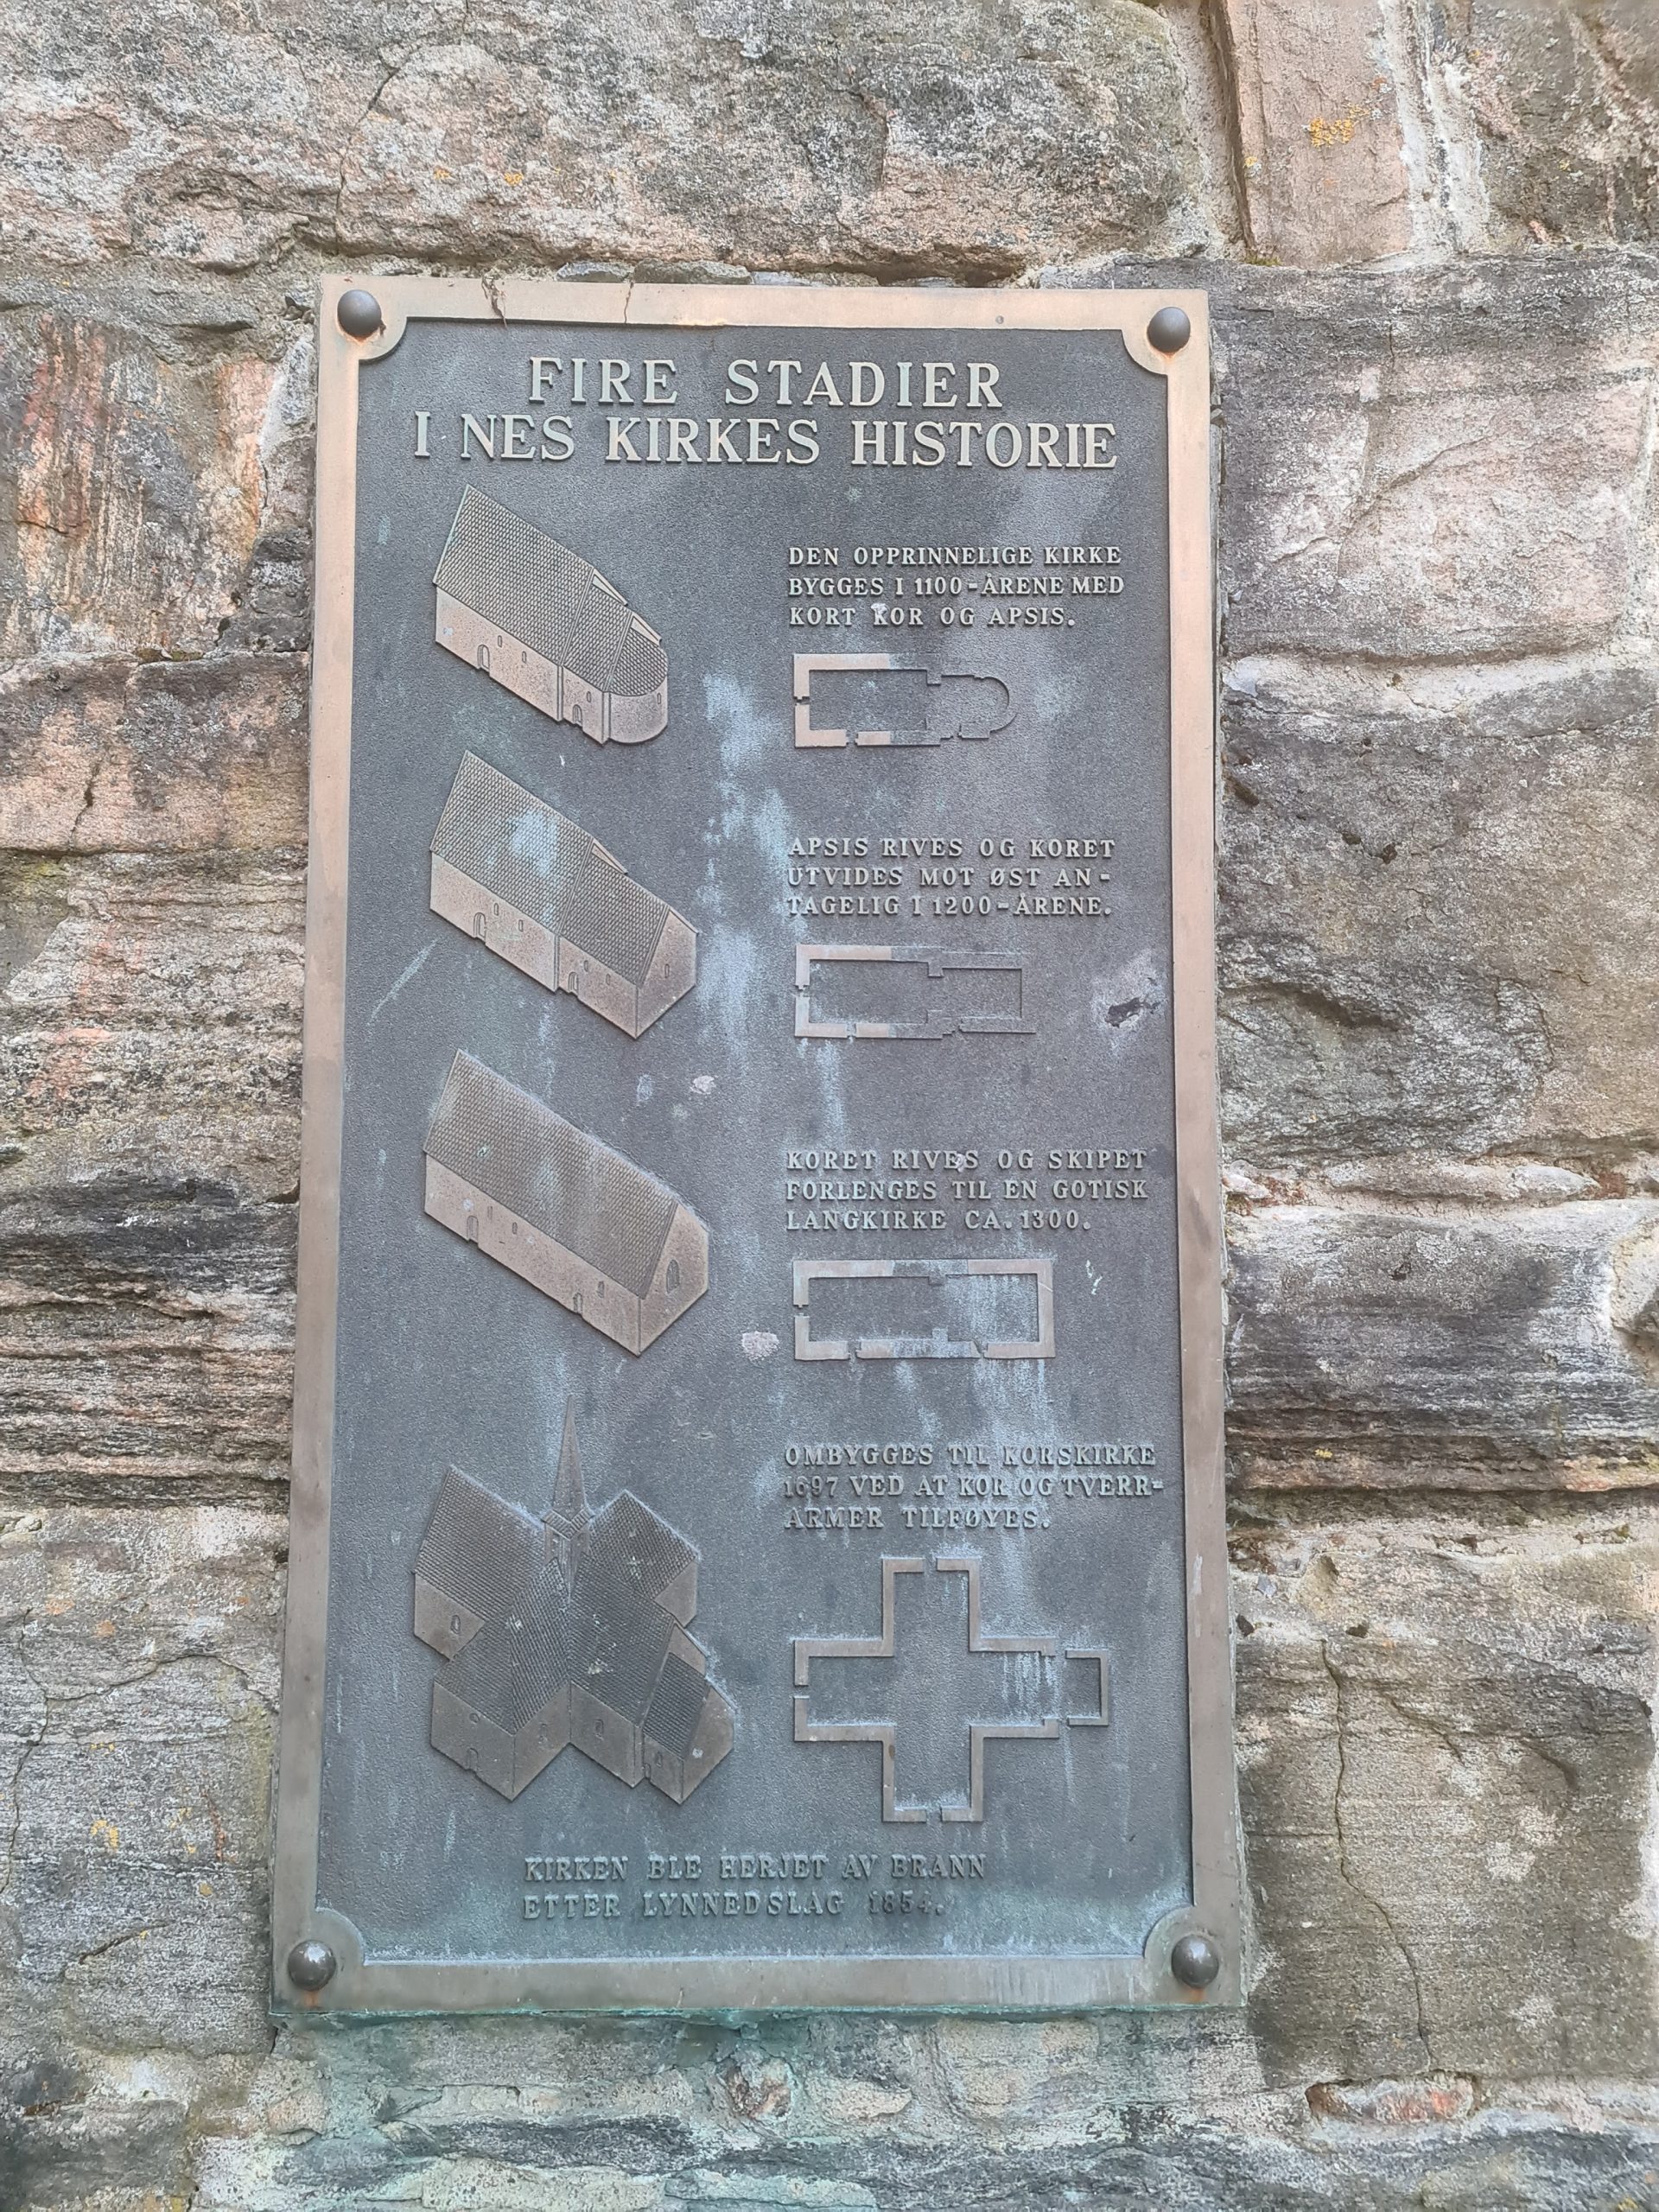 FIRE STADIER
I NES KIRKES HISTORIE
DEN OPPRINNELIGE KIRKE
BYGGES I 1100-ÅRENE MED
KORT KOR OG APSIS.
APSIS RIVES OG KORET
UTVIDES MOT ØST AN-
TAGELIG I 1200-ÅRENE.
KORET RIVES OG SKIPET
FORLENGES TIL EN GOTISK
LANGKIRKE CA. 1300.
OMBYGGES TIL KORSKIRKE
1697 VED AT KOR OG TVERR-
ARMER TILFØYES.
KIRKEN BLE HERJET AV BRANN
ETTER LYNNEDSLAG 1854.